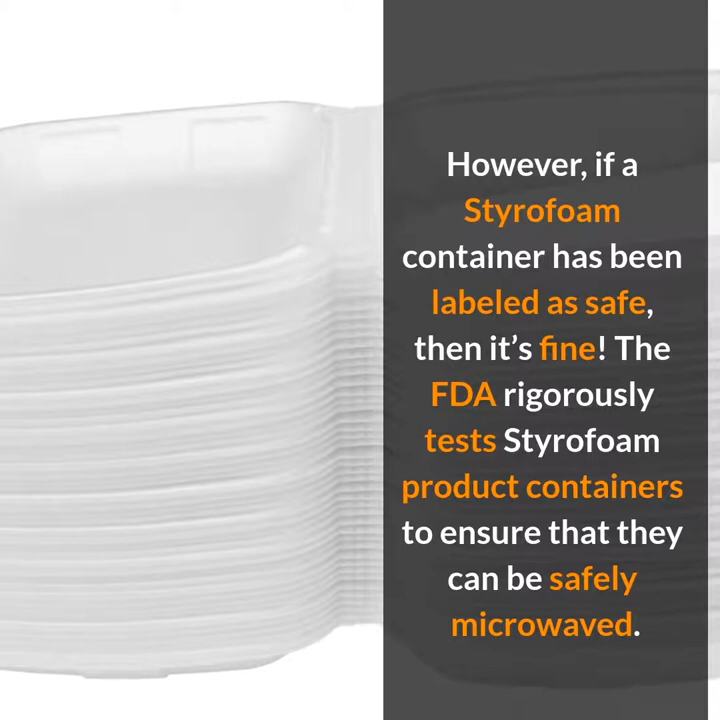 However, if a
Styrofoam
container has been
labeled as safe,
then it’s fine! The
FDA rigorously
tests Styrofoam
product containers
to ensure that they
can be safely
microwaved.